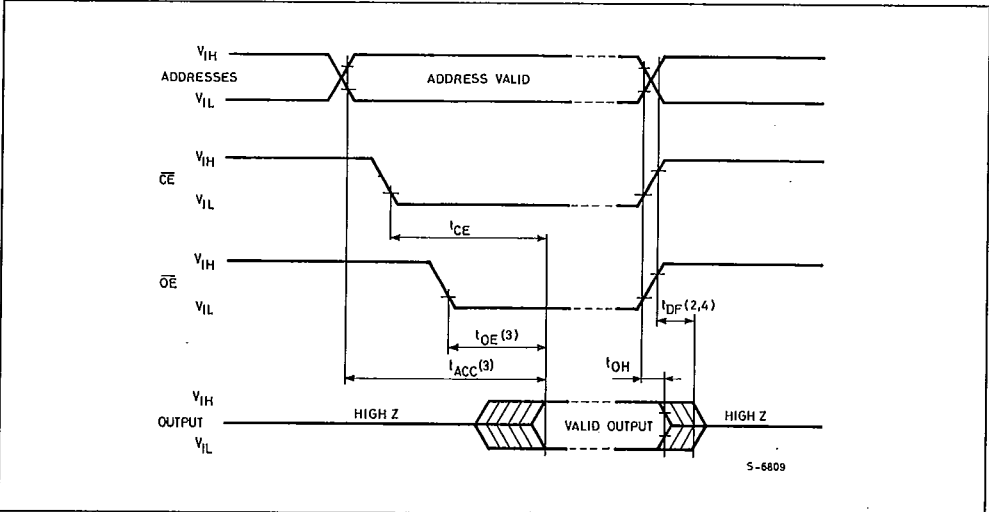 VIH
ADDRESSES
ADDRESS VALID
VIL
VIH
CE
VIL
tCE
VIH
OE
VIL
tDF(2,4)
tOE(3)
tACC(3)
tOH
VIH
HIGH Z
OUTPUT
VALID OUTPUT
HIGH Z
VIL
S-6809